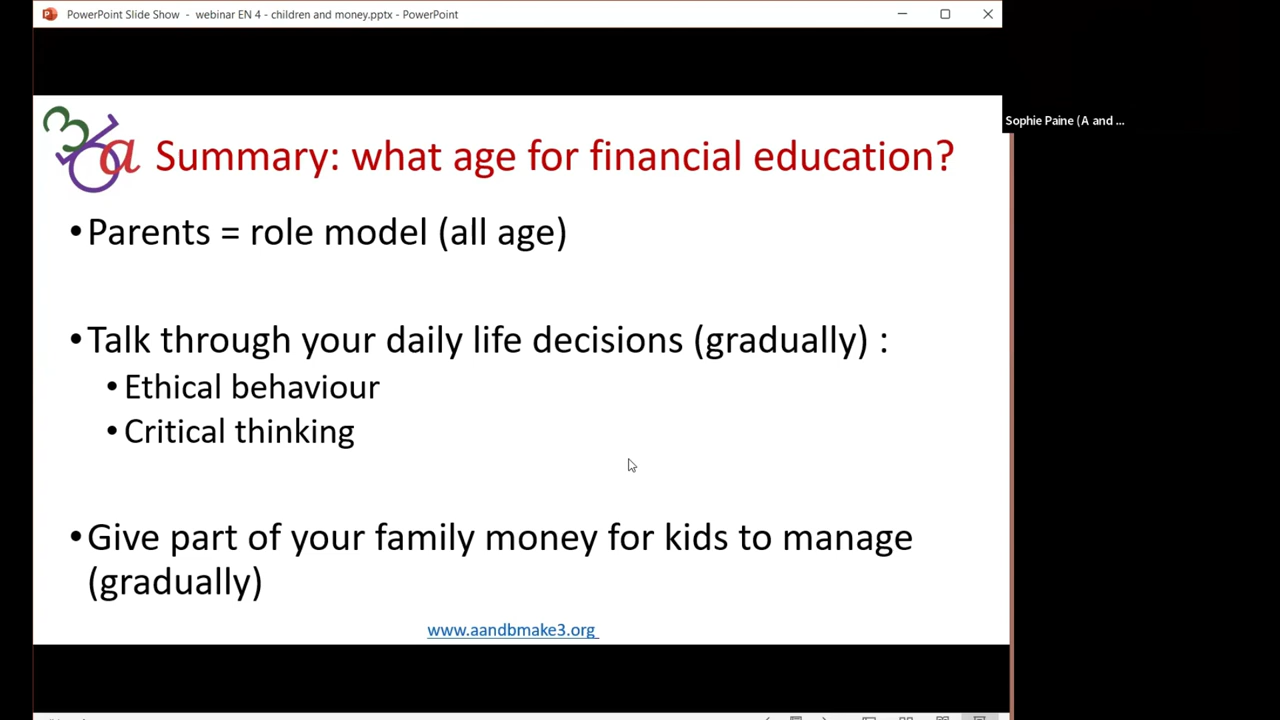 PowerPoint Slide Show - webinar EN 4 - children and money.pptx - PowerPoint
Sophie Paine (A and ...
Summary: what age for financial education?
• Parents = role model (all age)
• Talk through your daily life decisions (gradually) :
• Ethical behaviour
• Critical thinking
• Give part of your family money for kids to manage
(gradually)
www.aandbmake3.org